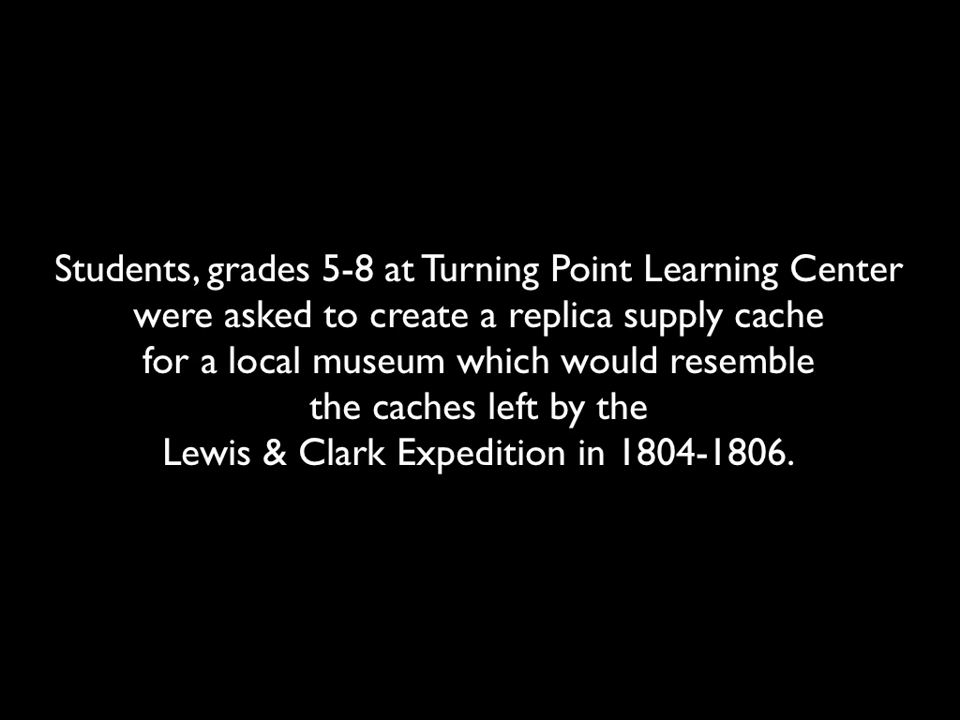 Students, grades 5-8 at Turning Point Learning Center
were asked to create a replica supply cache
for a local museum which would resemble
the caches left by the
Lewis & Clark Expedition in 1804-1806.